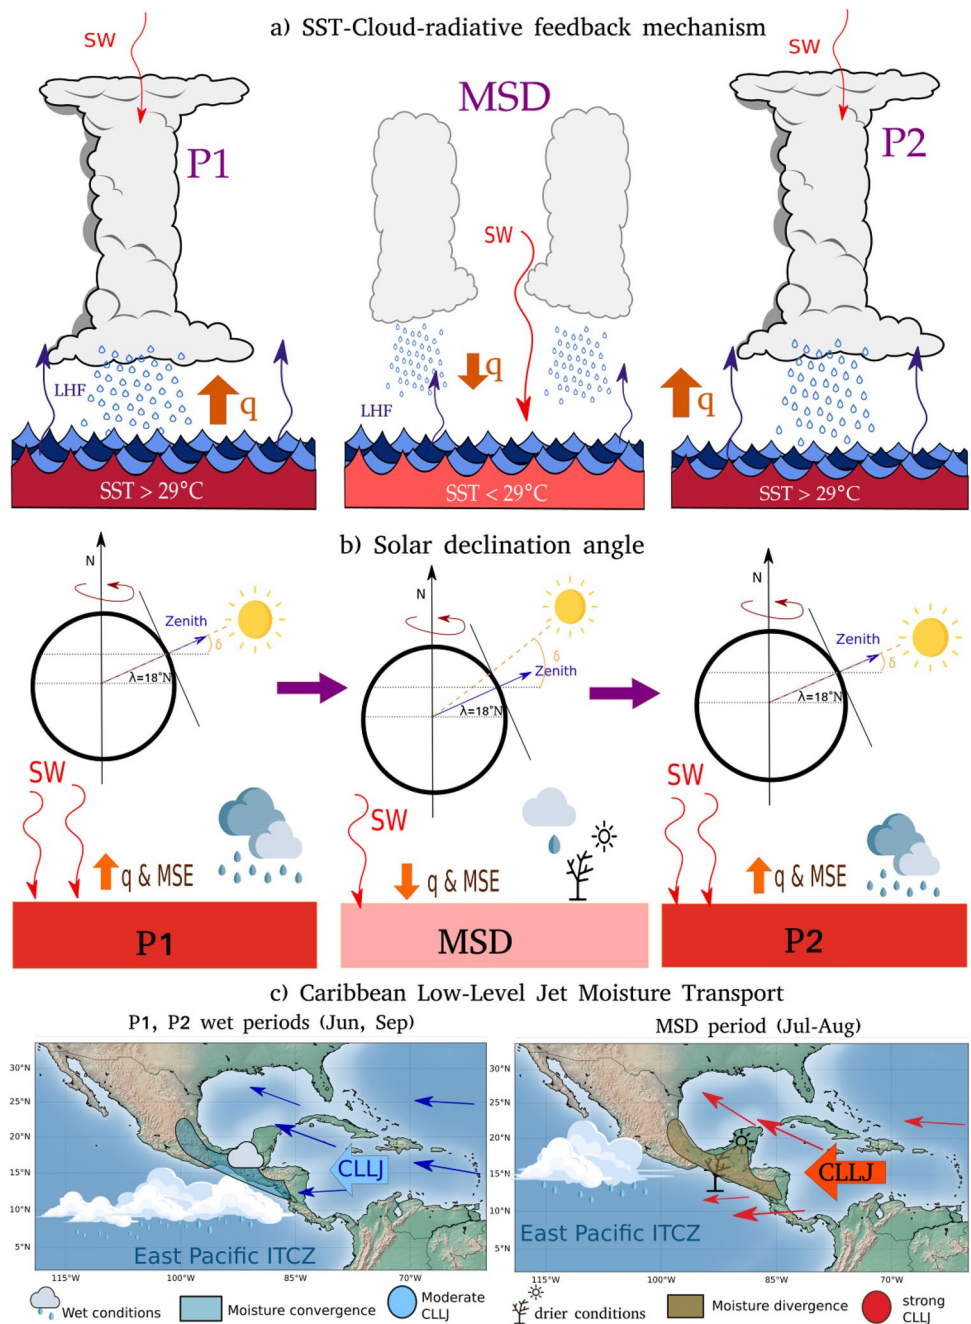 a) SST-Cloud-radiative feedback mechanism
SW
SW
MSD
P1
P2
SW
LHF
q
q
LHF
q
SST > 29°C
SST < 29°C
SST > 29°C
b) Solar declination angle
N
Zenith
δ
λ=18°N
N
δ
Zenith
λ=18°N
N
Zenith
δ
λ=18°N
SW
q & MSE
P1
SW
q & MSE
MSD
SW
q & MSE
P2
c) Caribbean Low-Level Jet Moisture Transport
P1, P2 wet periods (Jun, Sep)
MSD period (Jul-Aug)
30°N
25°N
20°N
15°N
10°N
5°N
CLLJ
East Pacific ITCZ
115°W
100°W
85°W
70°W
30°N
25°N
20°N
15°N
10°N
5°N
CLLJ
East Pacific ITCZ
115°W
100°W
85°W
70°W
Wet conditions
Moisture convergence
Moderate
CLLJ
drier conditions
Moisture divergence
strong
CLLJ